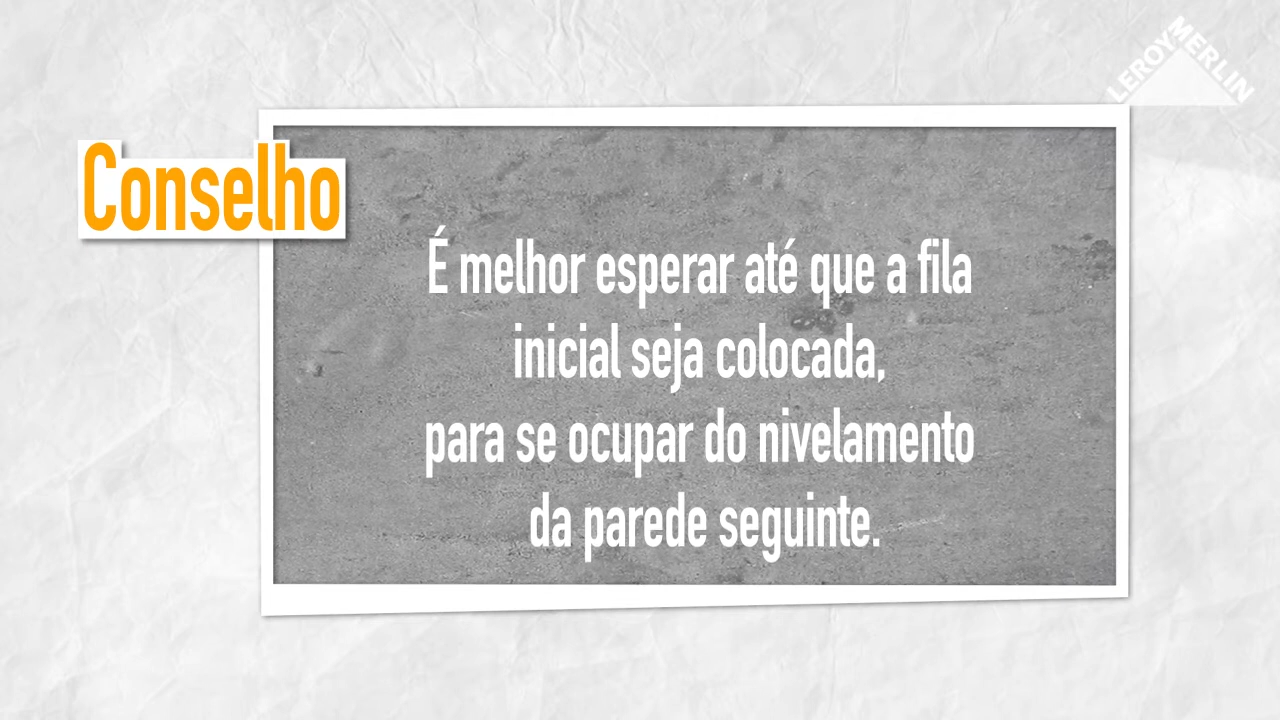 LEROY MERLIN
Conselho
É melhor esperar até que a fila
inicial seja colocada,
para se ocupar do nivelamento
da parede seguinte.